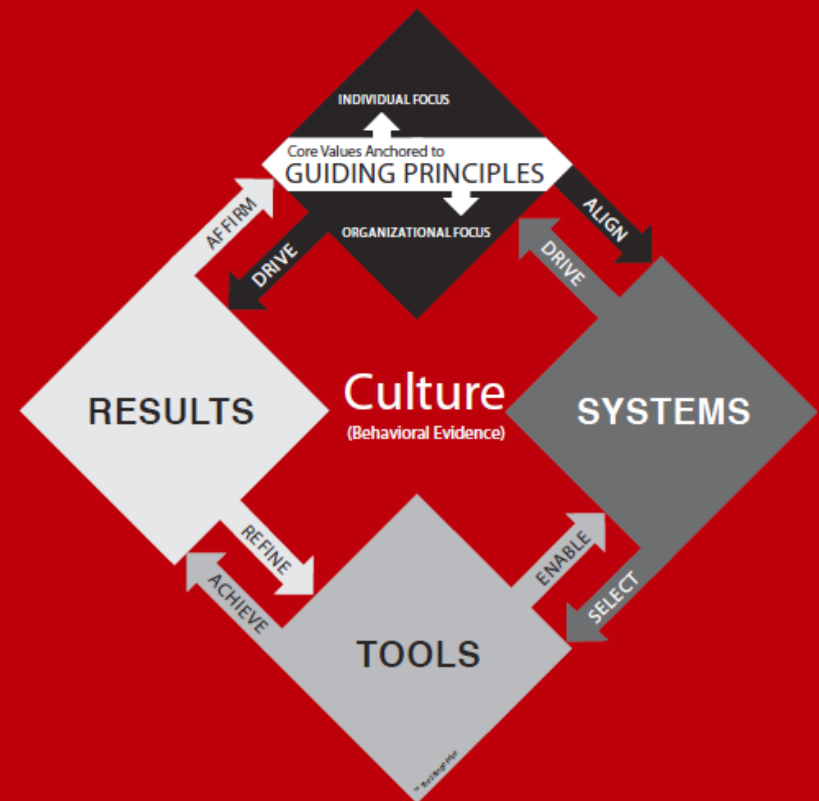 INDIVIDUAL FOCUS
Core Values Anchored to
GUIDING PRINCIPLES
ORGANIZATIONAL FOCUS
AFFIRM
DRIVE
ALIGN
DRIVE
RESULTS
Culture
(Behavioral Evidence)
SYSTEMS
REFINE
ACHIEVE
ENABLE
SELECT
TOOLS